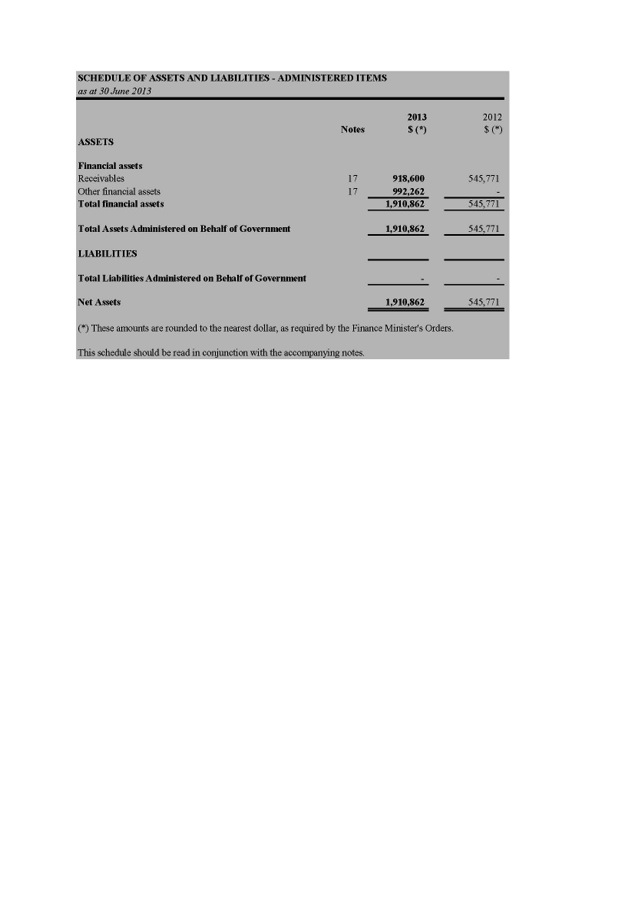 SCHEDULE OF ASSETS AND LIABILITIES - ADMINISTERED ITEMS
as at 30 June 2013
2013 2012
Notes $ (*) $ (*)
ASSETS
Financial assets
Receivables 17 918,600 545,771
Other financial assets 17 992,262 -
Total financial assets 1,910,862 545,771
Total Assets Administered on Behalf of Government 1,910,862 545,771
LIABILITIES
Total Liabilities Administered on Behalf of Government - -
Net Assets 1,910,862 545,771
(*) These amounts are rounded to the nearest dollar, as required by the Finance Minister's Orders.
This schedule should be read in conjunction with the accompanying notes.